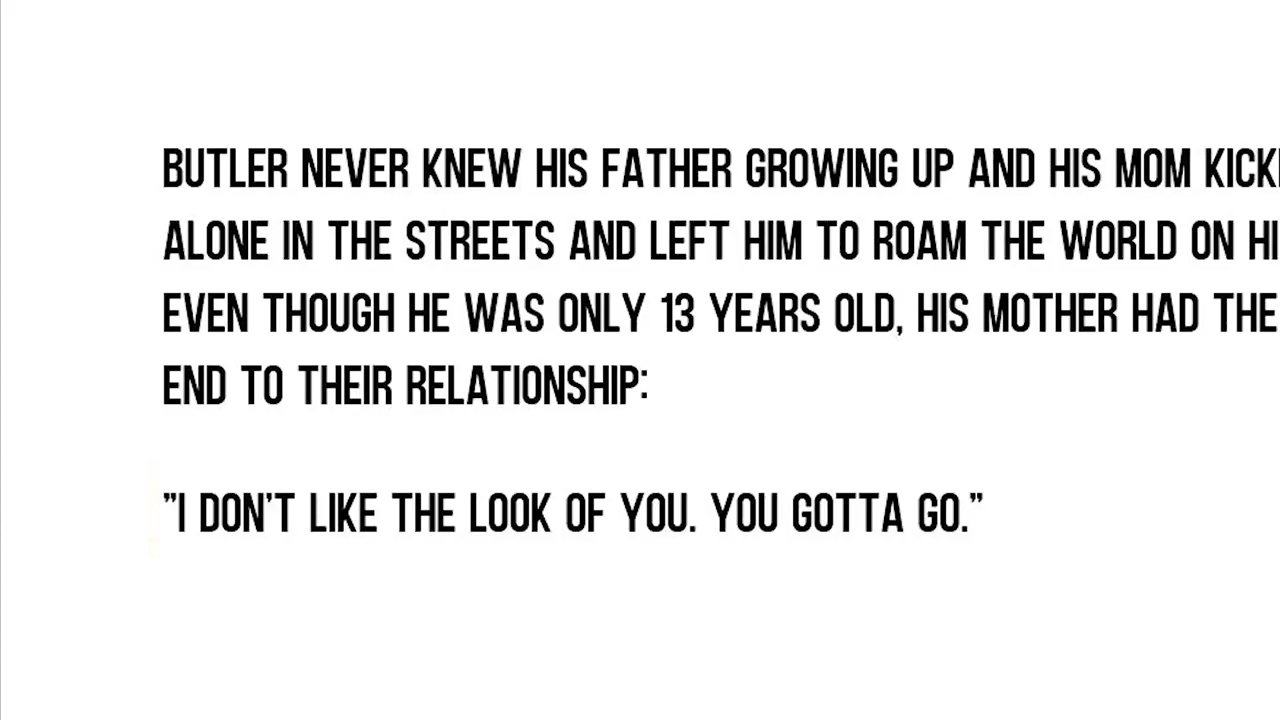 BUTLER NEVER KNEW HIS FATHER GROWING UP AND HIS MOM
ALONE IN THE STREETS AND LEFT HIM TO ROAM THE WORLD ON
EVEN THOUGH HE WAS ONLY 13 YEARS OLD, HIS MOTHER HAD THE
END TO THEIR RELATIONSHIP:
"I DON'T LIKE THE LOOK OF YOU. YOU GOTTA GO."